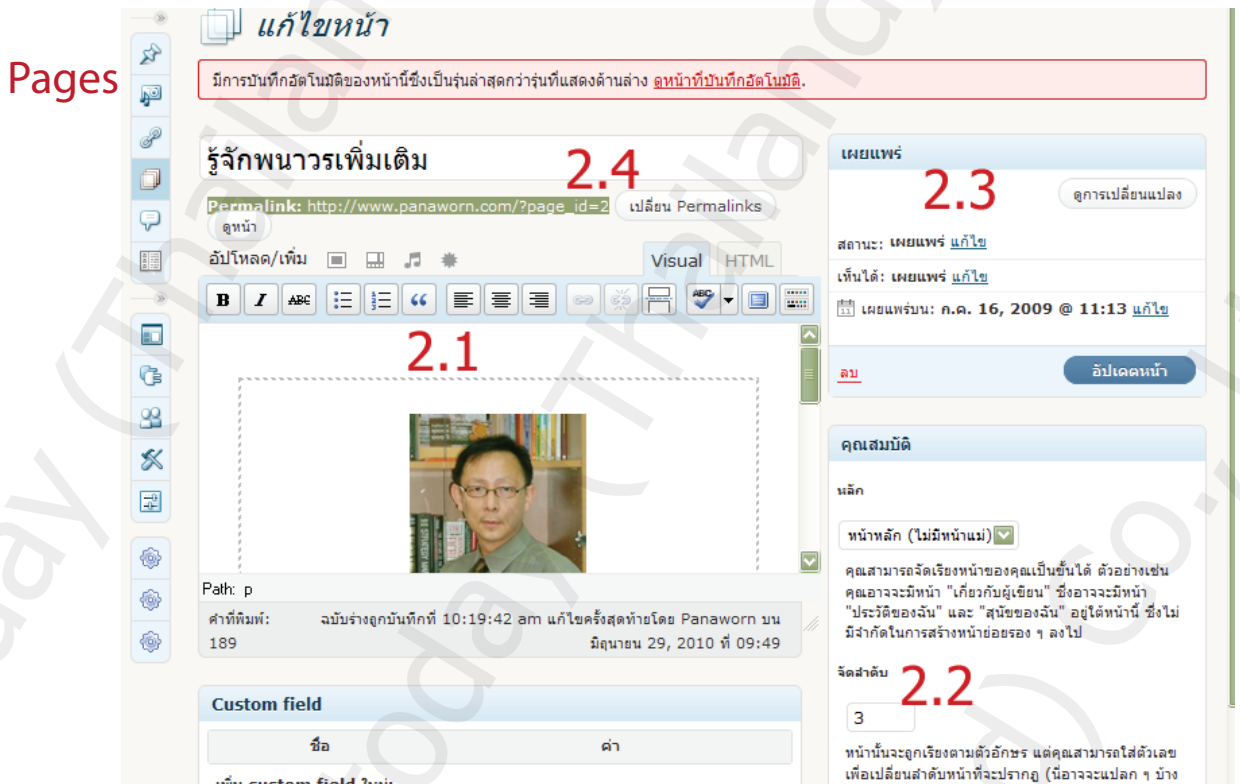 แก้ไขหน้า
Pages
มีการบันทึกอัตโนมัติของหน้านี้ซึ่งเป็นรุ่นล่าสุดกว่ารุ่นที่แสดงด้านล่าง ดูหน้าที่บันทึกอัตโนมัติ.
รู้จักพนาวรเพิ่มเติม
2.4
Permalink: http://www.panaworn.com/?page_id=2 เปลี่ยน Permalinks
ดูหน้า
อัปโหลด/เพิ่ม
Visual HTML
B I ABC ABC
2.1
Path: p
คำที่พิมพ์: ฉบับร่างถูกบันทึกที่ 10:19:42 am แก้ไขครั้งสุดท้ายโดย Panaworn บน
189 มิถุนายน 29, 2010 ที่ 09:49
Custom field
ชื่อ ค่า
เพิ่ม custom field ใหม่:
เผยแพร่
2.3
ดูการเปลี่ยนแปลง
สถานะ: เผยแพร่ แก้ไข
เห็นได้: เผยแพร่ แก้ไข
เผยแพร่บน: ก.ค. 16, 2009 @ 11:13 แก้ไข
ลบ อัปเดตหน้า
คุณสมบัติ
หลัก
หน้าหลัก (ไม่มีหน้าแม่)
คุณสามารถจัดเรียงหน้าของคุณเป็นขั้นได้ ตัวอย่างเช่น
คุณอาจจะมีหน้า "เกี่ยวกับผู้เขียน" ซึ่งอาจจะมีหน้า
"ประวัติของฉัน" และ "สุนัขของฉัน" อยู่ใต้หน้านี้ ซึ่งไม่
มีจำกัดในการสร้างหน้าย่อยรอง ๆ ลงไป
จัดลำดับ
2.2
3
หน้านั้นจะถูกเรียงตามตัวอักษร แต่คุณสามารถใส่ตัวเลข
เพื่อเปลี่ยนลำดับหน้าที่จะปรากฏ (นี่อาจจะแปลก ๆ บ้าง